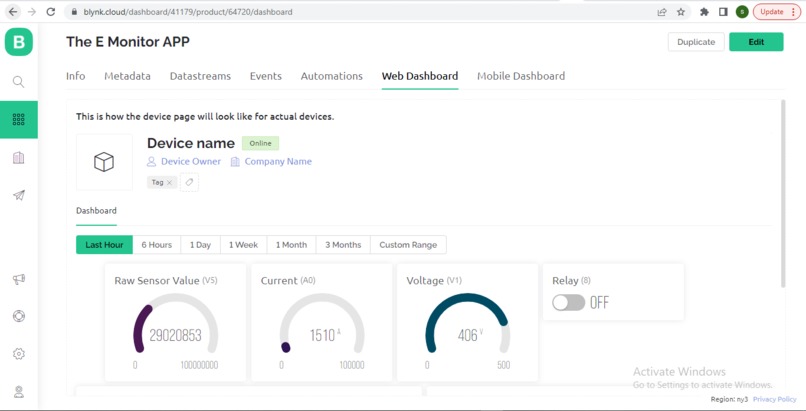 blynk.cloud/dashboard/41179/product/64720/dashboard
S
Update
B
The E Monitor APP
Duplicate
Edit
Info Metadata Datastreams Events Automations Web Dashboard Mobile Dashboard
This is how the device page will look like for actual devices.
Device name Online
Device Owner Company Name
Tag ×
Dashboard
Last Hour 6 Hours 1 Day 1 Week 1 Month 3 Months Custom Range
Raw Sensor Value (V5) Current (A0) Voltage (V1) Relay (8)
OFF
29020853 1510 A 406 V
0 100000000 0 100000 0 500
Activate Windows
Go to Settings to activate Windows.
Region: ny3 Privacy Policy